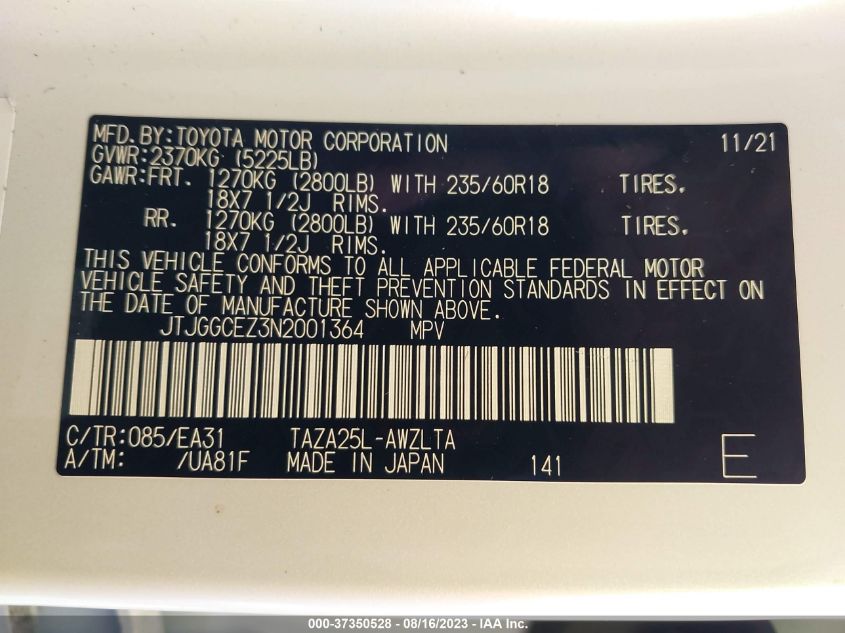 MFD.BY:TOYOTA MOTOR CORPORATION 11/21
GVWR:2370KG (5225LB)
GAWR:FRT. 1270KG (2800LB) WITH 235/60R18 TIRES.
18X7 1/2J RIMS.
RR. 1270KG (2800LB) WITH 235/60R18 TIRES.
18X7 1/2J RIMS.
THIS VEHICLE CONFORMS TO ALL APPLICABLE FEDERAL MOTOR
VEHICLE SAFETY AND THEFT PREVENTION STANDARDS IN EFFECT ON
THE DATE OF MANUFACTURE SHOWN ABOVE.
JTJGGCEZ3N2001364 MPV
C/TR:085/EA31 TAZA25L-AWZLTA
A/TM: /UA81F MADE IN JAPAN 141 E
000-37350528 - 08/16/2023 - IAA Inc.